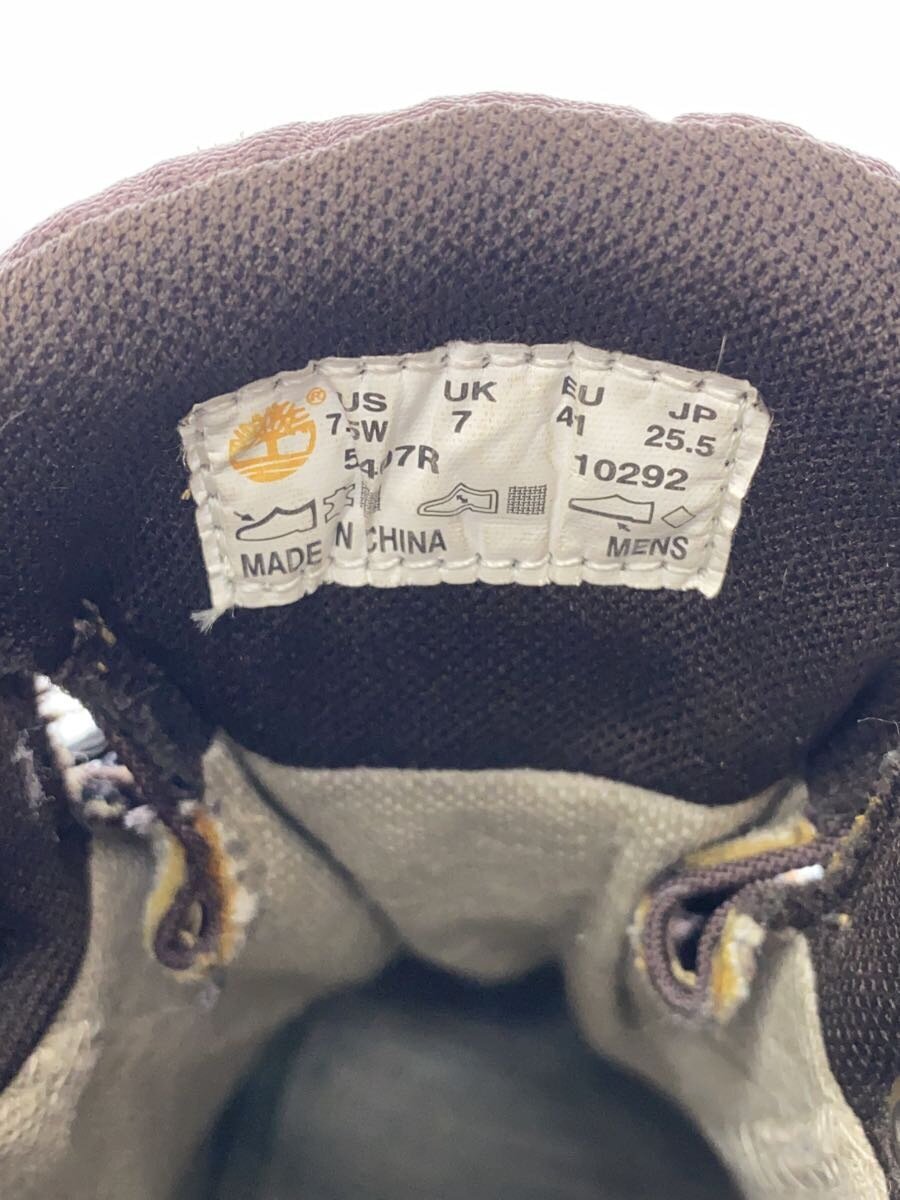 ® US UK EU JP
7.5W 7 41 25.5
10292
MADE IN CHINA MENS